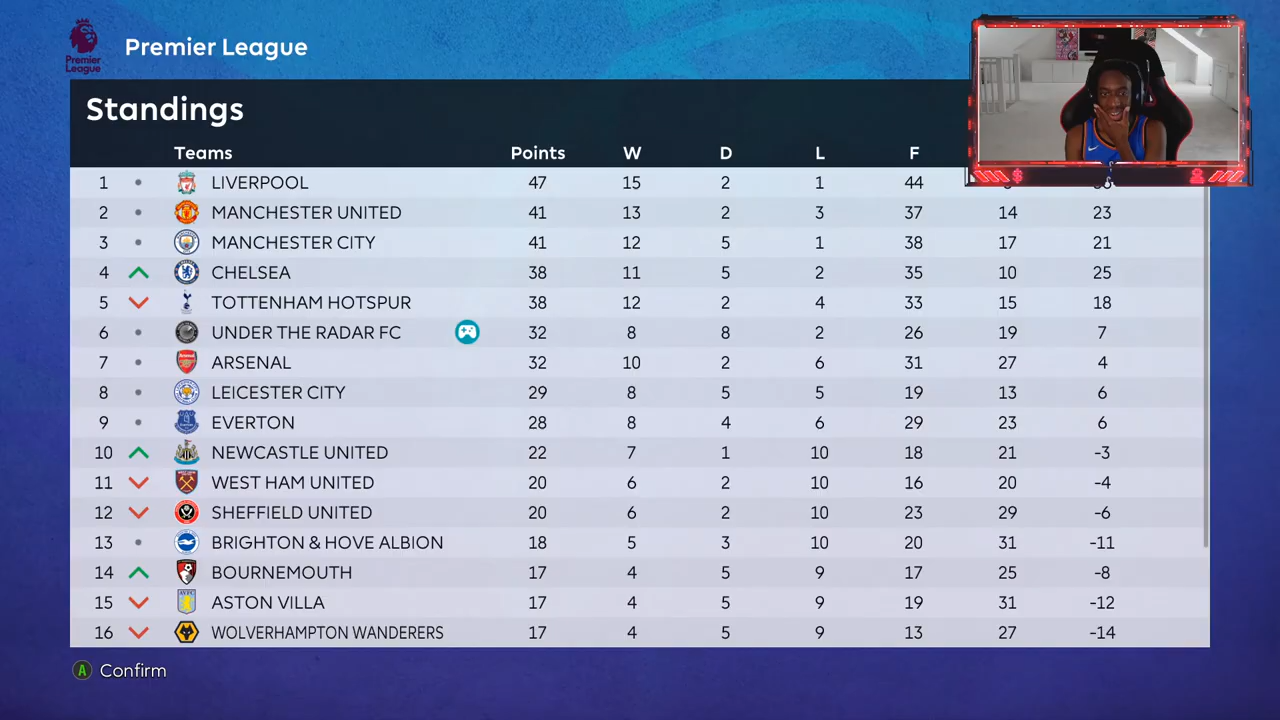 Premier League
Premier
League
Standings
Teams Points W D L F
1 LIVERPOOL 47 15 2 1 44
2 MANCHESTER UNITED 41 13 2 3 37 14 23
3 MANCHESTER CITY 41 12 5 1 38 17 21
4 CHELSEA 38 11 5 2 35 10 25
5 TOTTENHAM HOTSPUR 38 12 2 4 33 15 18
6 UNDER THE RADAR FC 32 8 8 2 26 19 7
7 ARSENAL 32 10 2 6 31 27 4
8 LEICESTER CITY 29 8 5 5 19 13 6
9 EVERTON 28 8 4 6 29 23 6
10 NEWCASTLE UNITED 22 7 1 10 18 21 -3
11 WEST HAM UNITED 20 6 2 10 16 20 -4
12 SHEFFIELD UNITED 20 6 2 10 23 29 -6
13 BRIGHTON & HOVE ALBION 18 5 3 10 20 31 -11
14 BOURNEMOUTH 17 4 5 9 17 25 -8
15 ASTON VILLA 17 4 5 9 19 31 -12
16 WOLVERHAMPTON WANDERERS 17 4 5 9 13 27 -14
A Confirm